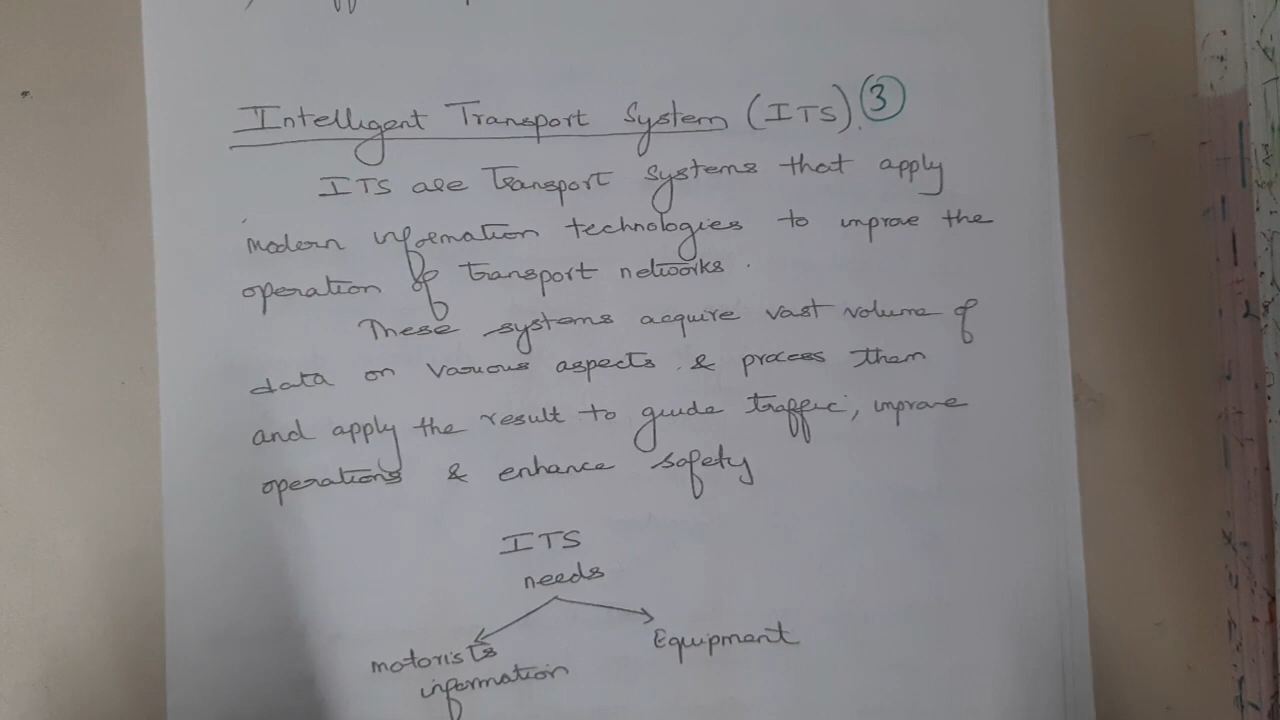 Intelligent Transport System (ITS). 3
ITS are Transport systems that apply
modern information technologies to improve the
operation of transport networks.
These systems acquire vast volume of
data on various aspects & process them
and apply the result to guide traffic, improve
operations & enhance safety
ITS
needs
motorists Equipment
information